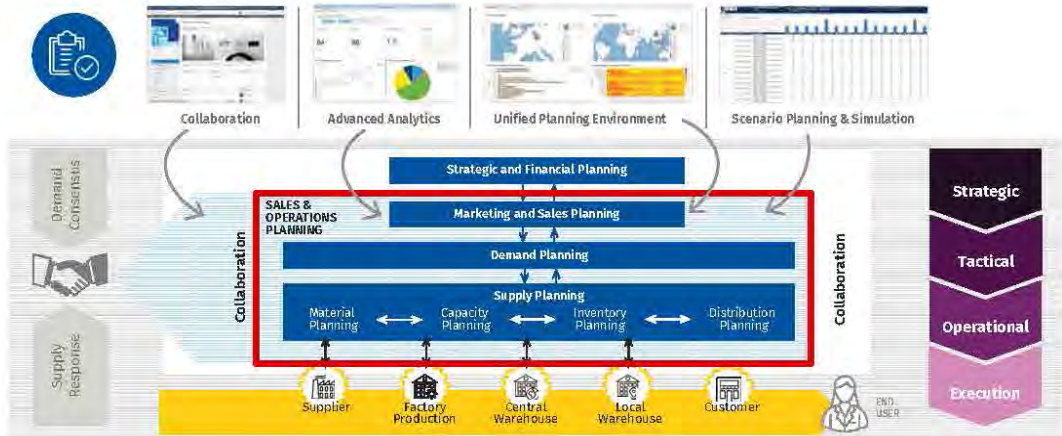 Collaboration
Advanced Analytics
Unified Planning Environment
Scenario Planning & Simulation
Demand
Consensus
Supply
Response
Collaboration
SALES &
OPERATIONS
PLANNING
Strategic and Financial Planning
Marketing and Sales Planning
Demand Planning
Supply Planning
Material
Planning
Capacity
Planning
Inventory
Planning
Distribution
Planning
Collaboration
Supplier
Factory
Production
Central
Warehouse
Local
Warehouse
Customer
END
USER
Strategic
Tactical
Operational
Execution